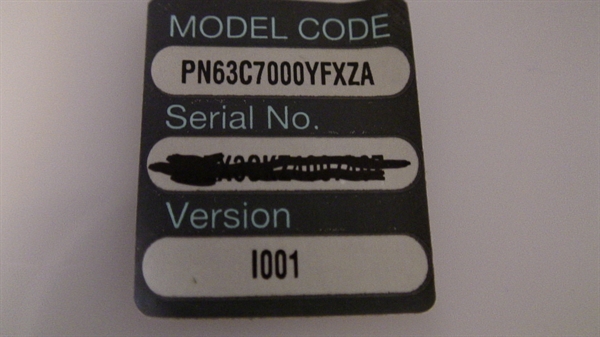 MODEL CODE
PN63C7000YFXZA
Serial No.
Version
I001